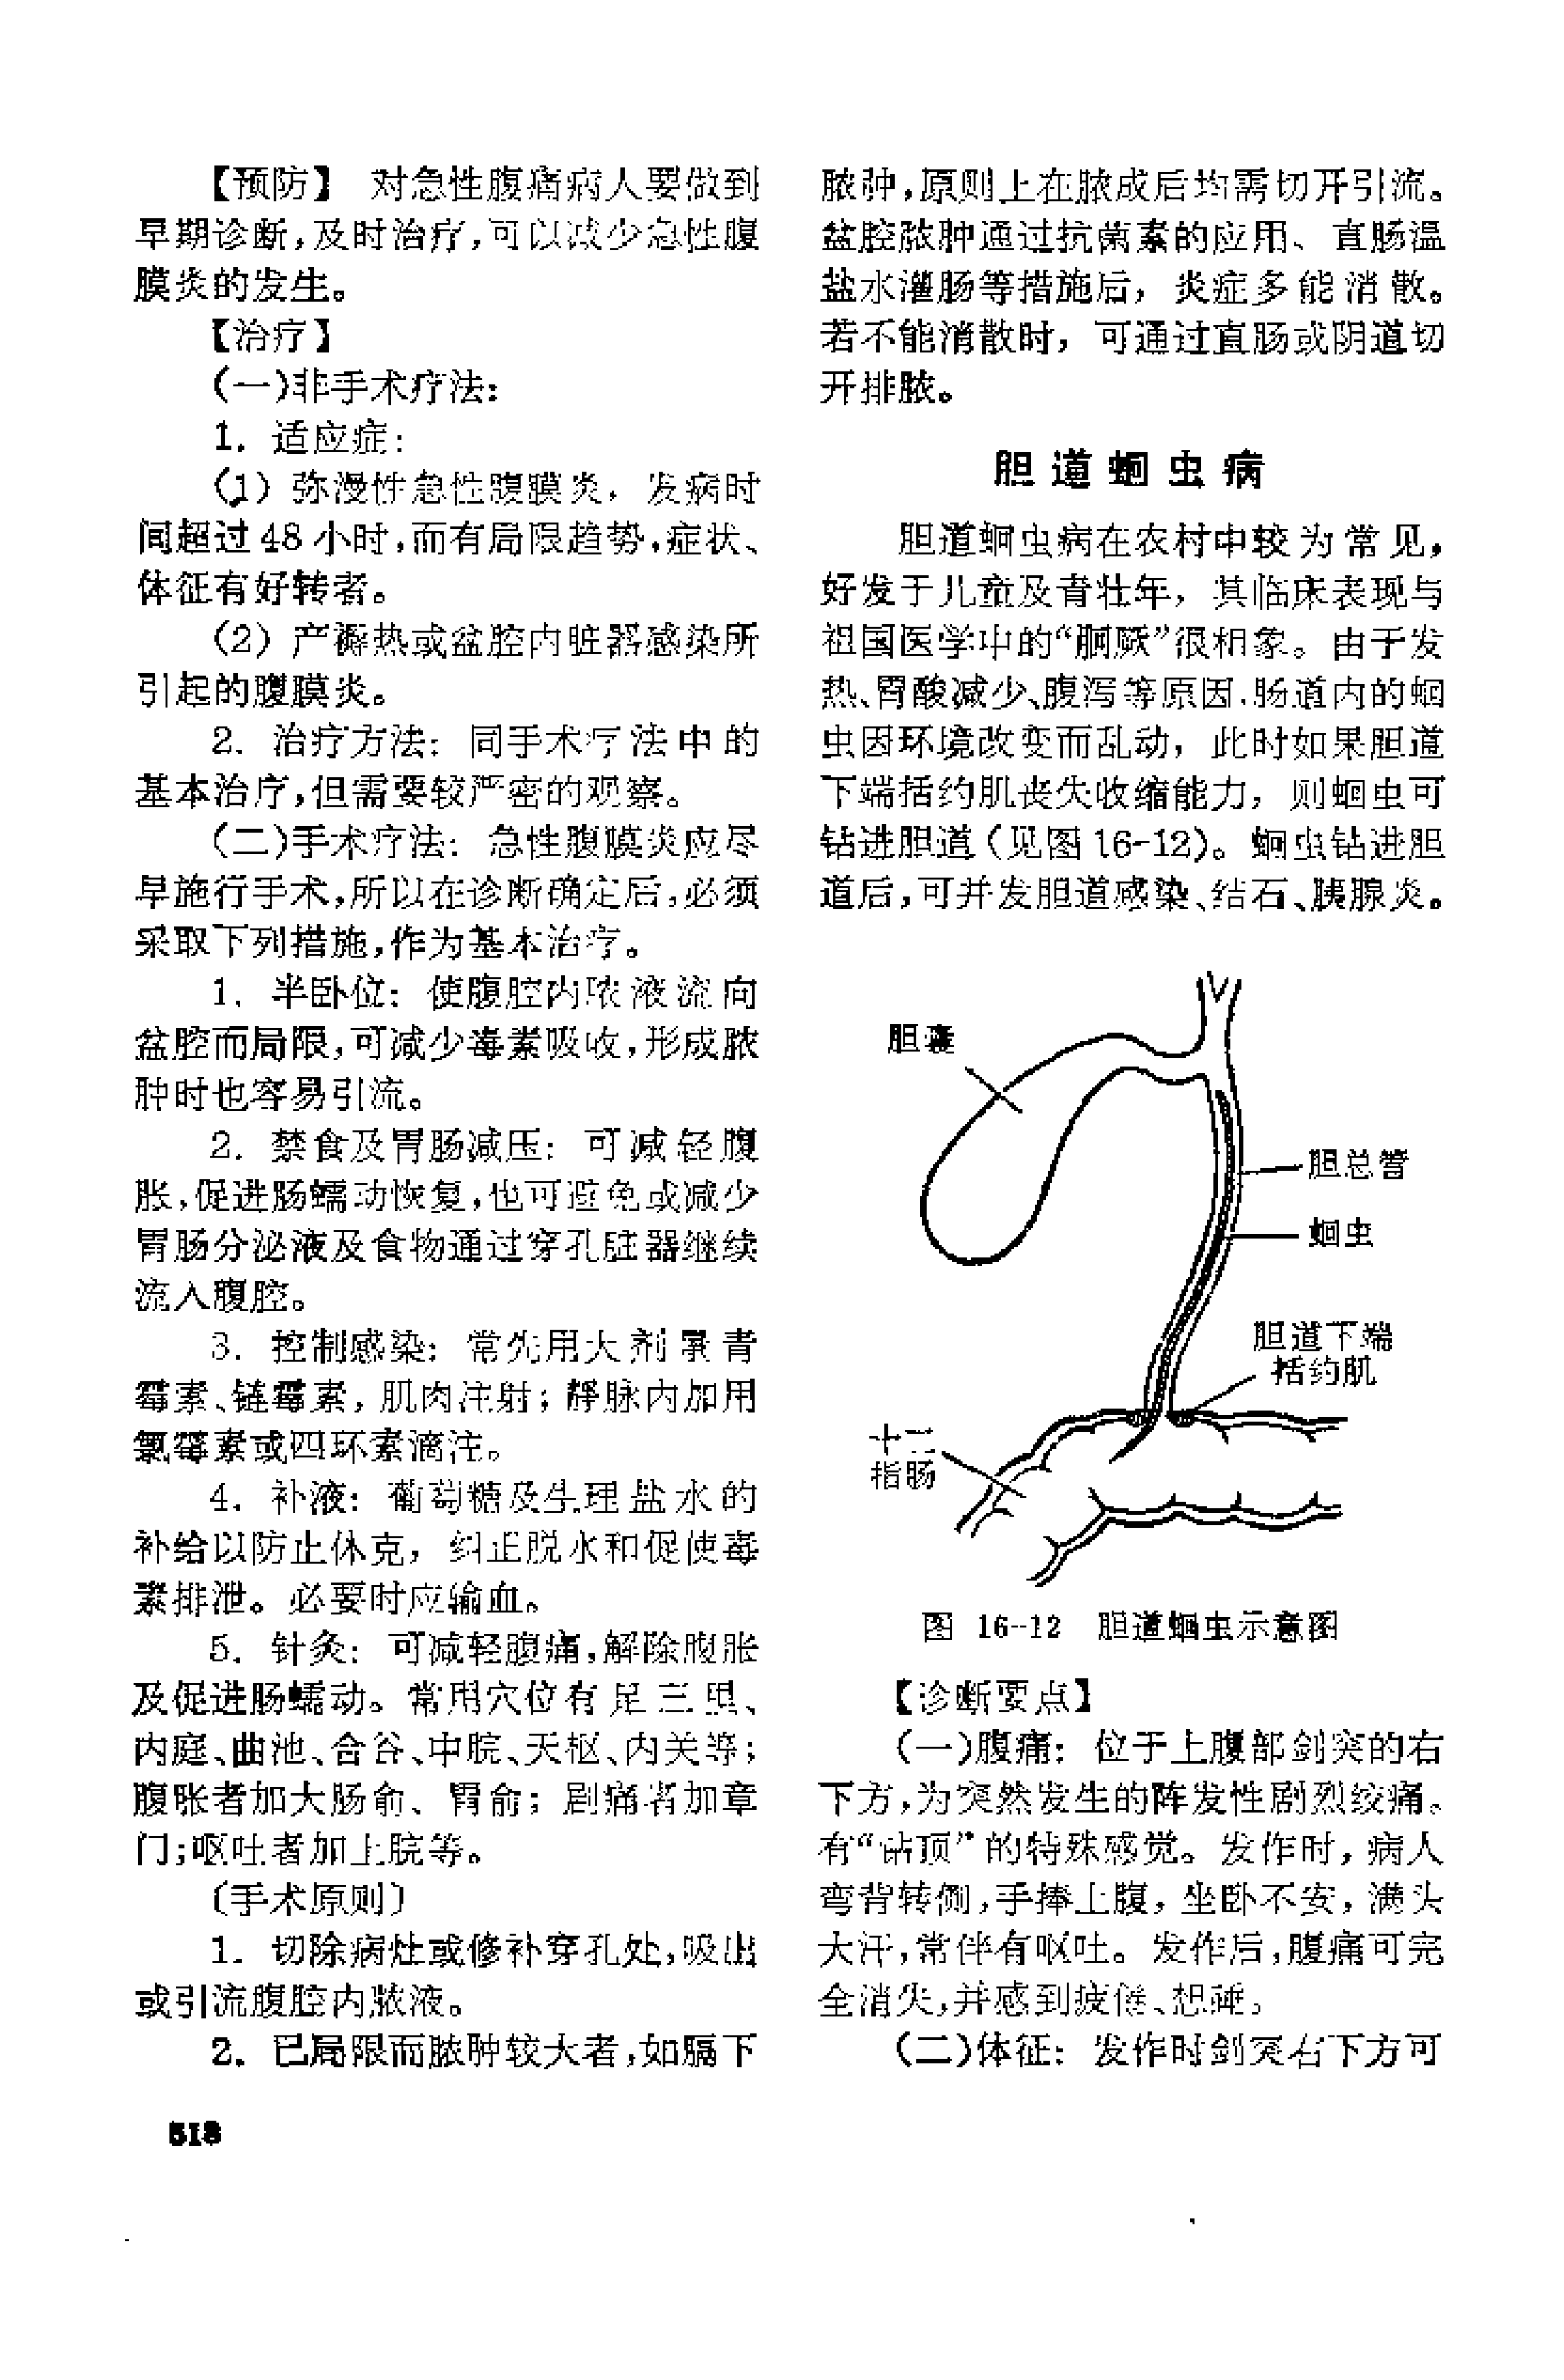 【预防】 对急性腹痛病人要做到
早期诊断,及时治疗,可以减少急性腹
膜炎的发生。
【治疗】
(一)非手术疗法:
1. 适应症:
(1) 弥漫性急性腹膜炎,发病时
间超过48小时,而有局限趋势,症状、
体征有好转者。
(2) 产褥热或盆腔内脏器感染所
引起的腹膜炎。
2. 治疗方法: 同手术疗法中的
基本治疗,但需要较严密的观察。
(二)手术疗法: 急性腹膜炎应尽
早施行手术,所以在诊断确定后,必须
采取下列措施,作为基本治疗。
1. 半卧位: 使腹腔内脓液流向
盆腔而局限,可减少毒素吸收,形成脓
肿时也容易引流。
2. 禁食及胃肠减压: 可减轻腹
胀,促进肠蠕动恢复,也可避免或减少
胃肠分泌液及食物通过穿孔脏器继续
流入腹腔。
3. 控制感染: 常先用大剂量青
霉素、链霉素,肌肉注射;静脉内加用
氯霉素或四环素滴注。
4. 补液: 葡萄糖及生理盐水的
补给以防止休克,纠正脱水和促使毒
素排泄。必要时应输血。
5. 针灸: 可减轻腹痛,解除腹胀
及促进肠蠕动。常用穴位有足三里、
内庭、曲池、合谷、中脘、天枢、内关等;
腹胀者加大肠俞、胃俞;剧痛者加章
门;呕吐者加上脘等。
〔手术原则〕
1. 切除病灶或修补穿孔处,吸出
或引流腹腔内脓液。
2. 已局限而脓肿较大者,如膈下
518
脓肿,原则上在脓成后均需切开引流。
盆腔脓肿通过抗菌素的应用、直肠温
盐水灌肠等措施后,炎症多能消散。
若不能消散时,可通过直肠或阴道切
开排脓。
胆道蛔虫病
胆道蛔虫病在农村中较为常见,
好发于儿童及青壮年,其临床表现与
祖国医学中的“胴厥”很相象。由于发
热、胃酸减少、腹泻等原因,肠道内的蛔
虫因环境改变而乱动,此时如果胆道
下端括约肌丧失收缩能力,则蛔虫可
钻进胆道(见图16-12)。蛔虫钻进胆
道后,可并发胆道感染、结石、胰腺炎。
胆囊
胆总管
蛔虫
胆道下端
括约肌
十二
指肠
图 16-12 胆道蛔虫示意图
【诊断要点】
(一)腹痛: 位于上腹部剑突的右
下方,为突然发生的阵发性剧烈绞痛。
有“钻顶”的特殊感觉。发作时,病人
弯背转侧,手捧上腹,坐卧不安,满头
大汗,常伴有呕吐。发作后,腹痛可完
全消失,并感到疲倦、想睡。
(二)体征: 发作时剑突右下方可